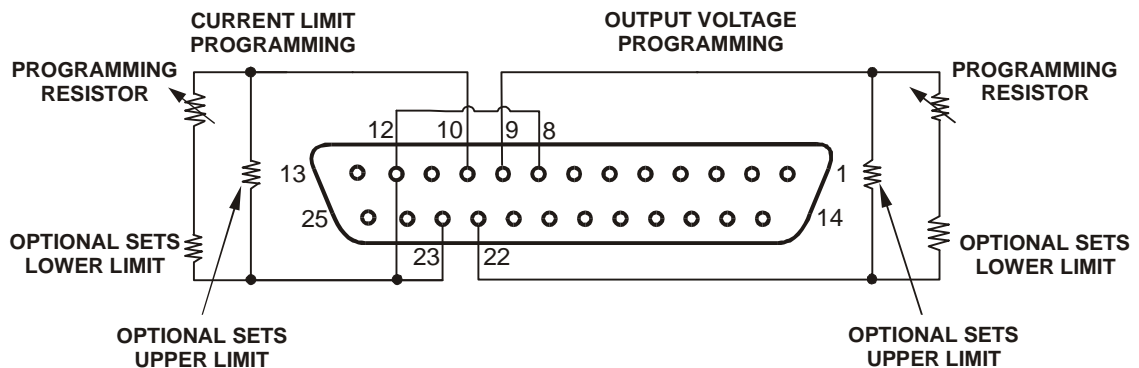 CURRENT LIMIT
PROGRAMMING
OUTPUT VOLTAGE
PROGRAMMING
PROGRAMMING
RESISTOR
PROGRAMMING
RESISTOR
12
10
9
8
13
1
25
14
23
22
OPTIONAL SETS
LOWER LIMIT
OPTIONAL SETS
LOWER LIMIT
OPTIONAL SETS
UPPER LIMIT
OPTIONAL SETS
UPPER LIMIT